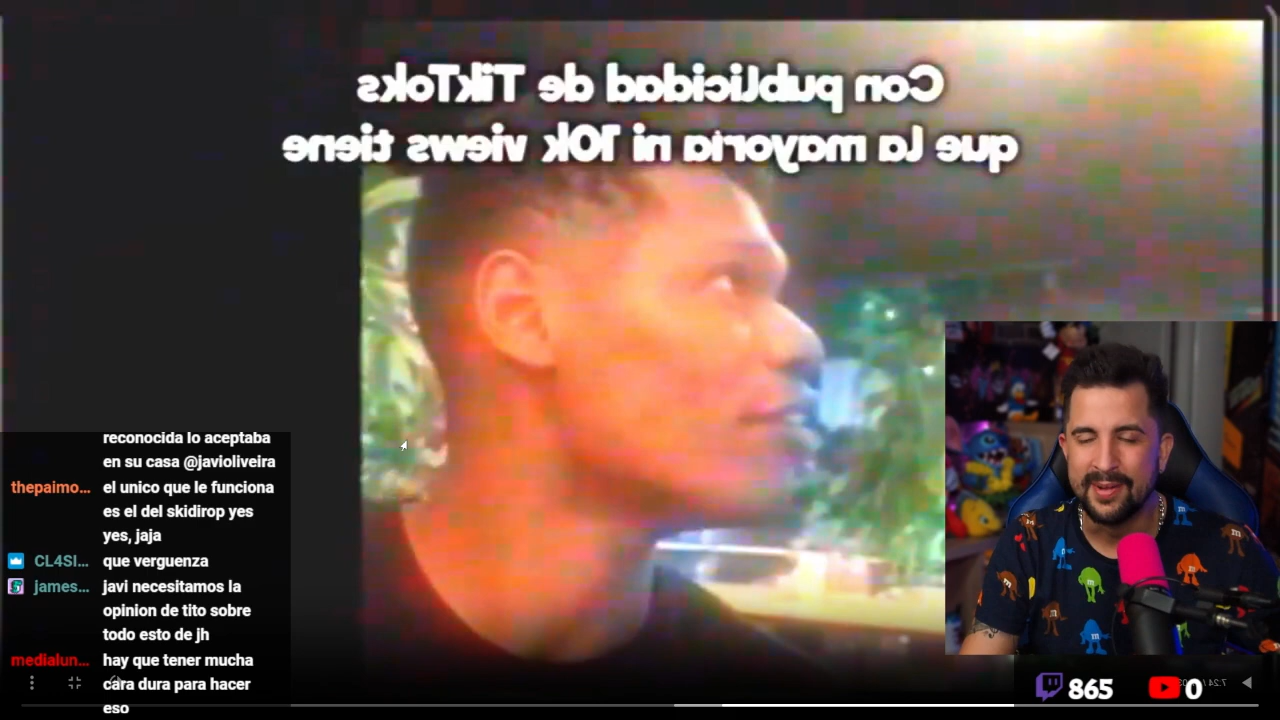 Con publicidad de TikToks
que la mayoría ni 10k views tiene
reconocida lo aceptaba
en su casa @javioliveira
thepaimo... el unico que le funciona
es el del skidirop yes
yes, jaja
CL4SI... que verguenza
james... javi necesitamos la
opinion de tito sobre
todo esto de jh
medialun... hay que tener mucha
cara dura para hacer
eso
865
0
7:24